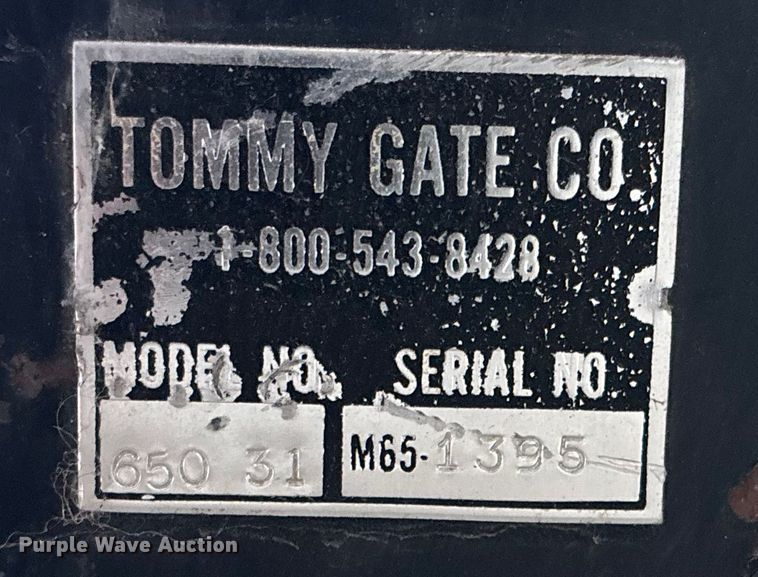 TOMMY GATE CO.
1-800-543-8428
MODEL NO. SERIAL NO
650 31 M65-1395
Purple Wave Auction